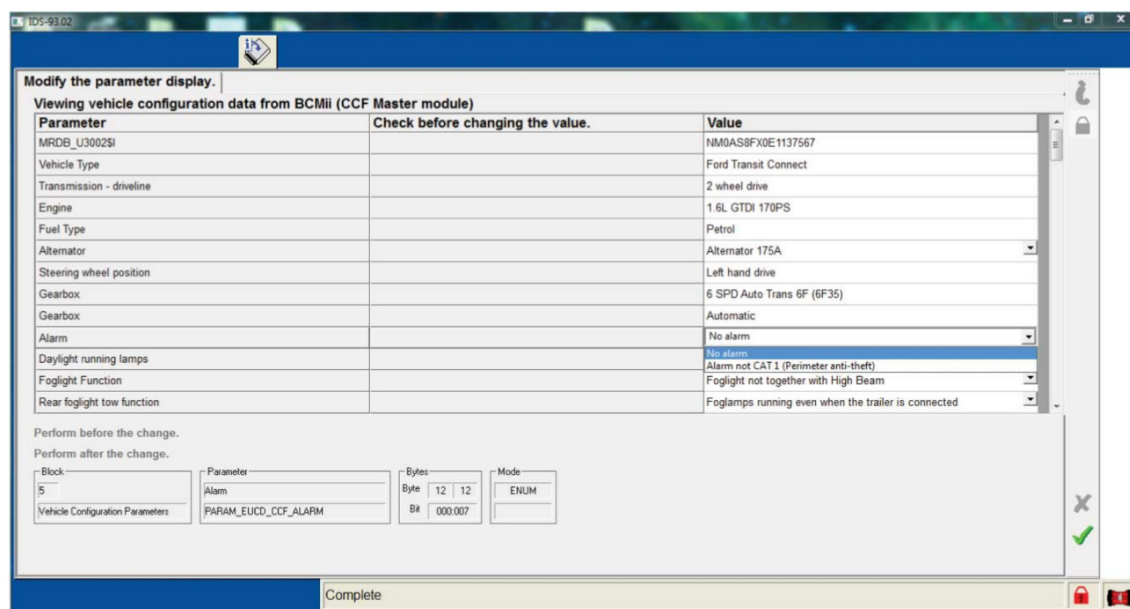 IDS-93.02
Modify the parameter display.
Viewing vehicle configuration data from BCMii (CCF Master module)
Parameter Check before changing the value. Value
MRDB_U3002$I NM0AS8FX0E1137567
Vehicle Type Ford Transit Connect
Transmission - driveline 2 wheel drive
Engine 1.6L GTDI 170PS
Fuel Type Petrol
Alternator Alternator 175A
Steering wheel position Left hand drive
Gearbox 6 SPD Auto Trans 6F (6F35)
Gearbox Automatic
Alarm No alarm
Daylight running lamps No alarm
Alarm not CAT 1 (Perimeter anti-theft)
Foglight Function Foglight not together with High Beam
Rear foglight tow function Foglamps running even when the trailer is connected
Perform before the change.
Perform after the change.
Block Parameter Bytes Mode
5 Alarm Byte 12 12 ENUM
Vehicle Configuration Parameters PARAM_EUCD_CCF_ALARM Bit 000:007
Complete